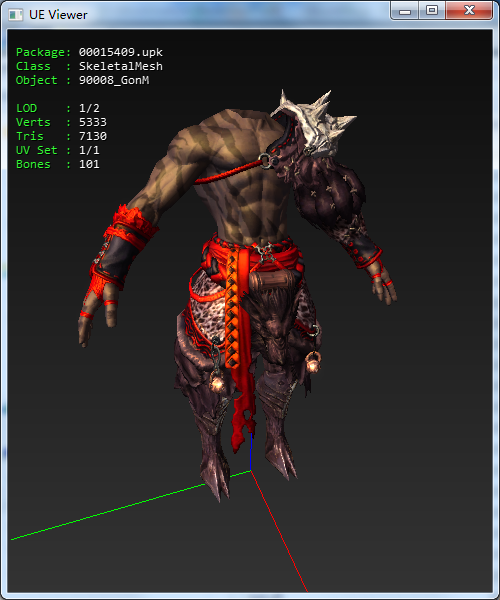 UE Viewer
Package: 00015409.upk
Class : SkeletalMesh
Object : 90008_GonM
LOD : 1/2
Verts : 5333
Tris : 7130
UV Set : 1/1
Bones : 101